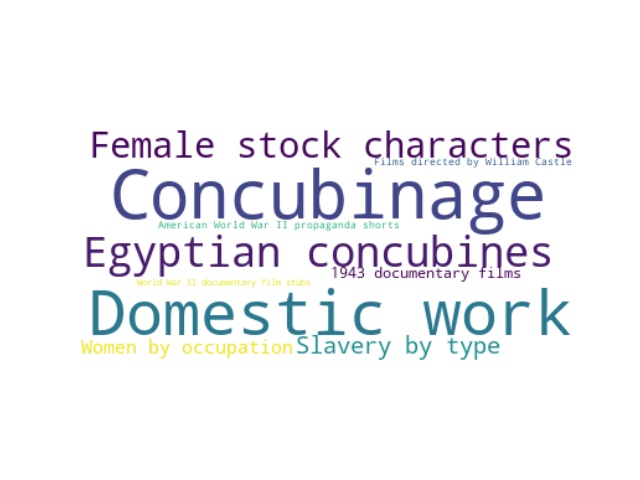 Female stock characters
Films directed by William Castle
Concubinage
American World War II propaganda shorts
Egyptian concubines
1943 documentary films
World War II documentary film stubs
Domestic work
Women by occupation
Slavery by type